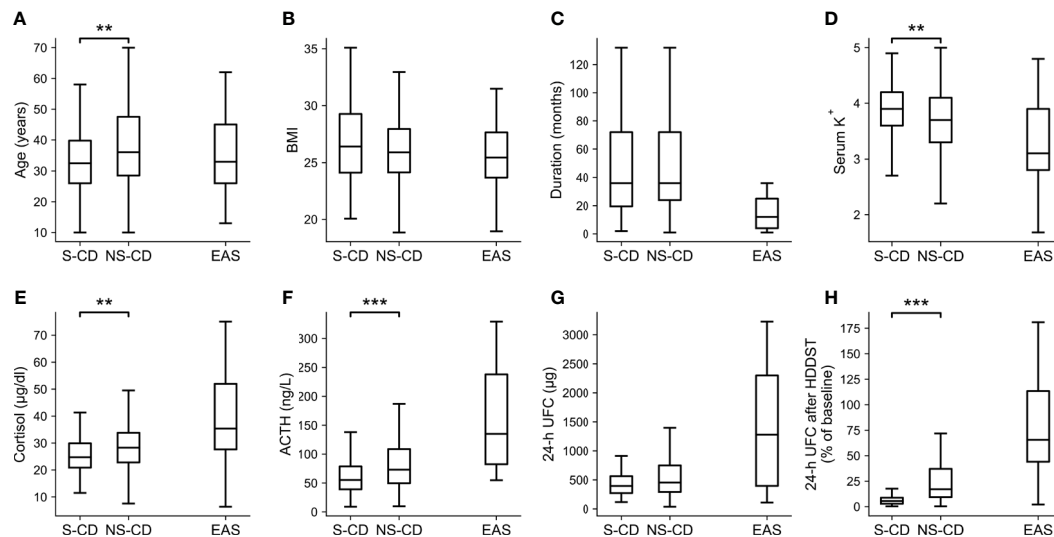 A
**
Age (years)
70
60
50
40
30
20
10
S-CD NS-CD EAS
B
BMI
35
30
25
20
S-CD NS-CD EAS
C
Duration (months)
120
100
80
60
40
20
0
S-CD NS-CD EAS
D
**
Serum K+
5
4
3
2
S-CD NS-CD EAS
E
**
Cortisol (μg/dl)
70
60
50
40
30
20
10
S-CD NS-CD EAS
F
***
ACTH (ng/L)
300
250
200
150
100
50
0
S-CD NS-CD EAS
G
24-h UFC (μg)
3000
2500
2000
1500
1000
500
0
S-CD NS-CD EAS
H
***
24-h UFC after HDDST
(% of baseline)
175
150
125
100
75
50
25
0
S-CD NS-CD EAS